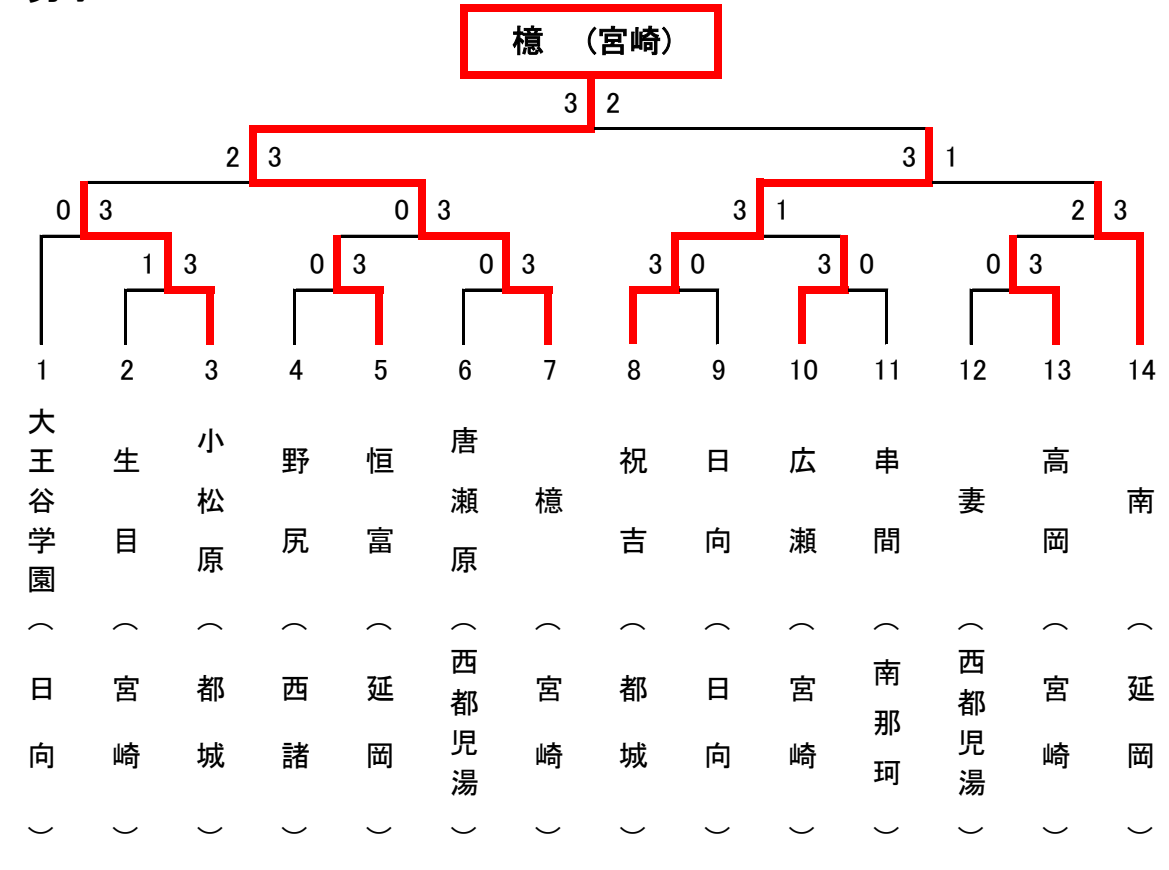 檍　（宮崎）
3 2
2 3 3 1
0 3 0 3 3 1 2 3
1 3 0 3 0 3 3 0 3 0 0 3
1 2 3 4 5 6 7 8 9 10 11 12 13 14
大王谷学園（日向）
生目（宮崎）
小松原（都城）
野尻（西諸）
恒富（延岡）
唐瀬原（西都児湯）
檍（宮崎）
祝吉（都城）
日向（日向）
広瀬（宮崎）
串間（南那珂）
妻（西都児湯）
高岡（宮崎）
南（延岡）